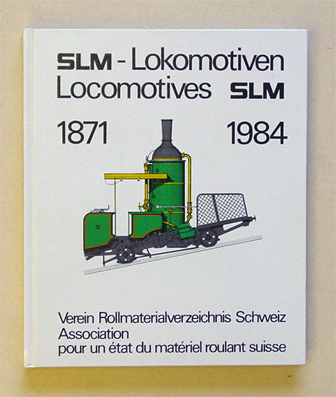 SLM - Lokomotiven
Locomotives SLM
1871 1984
Verein Rollmaterialverzeichnis Schweiz
Association
pour un état du matériel roulant suisse